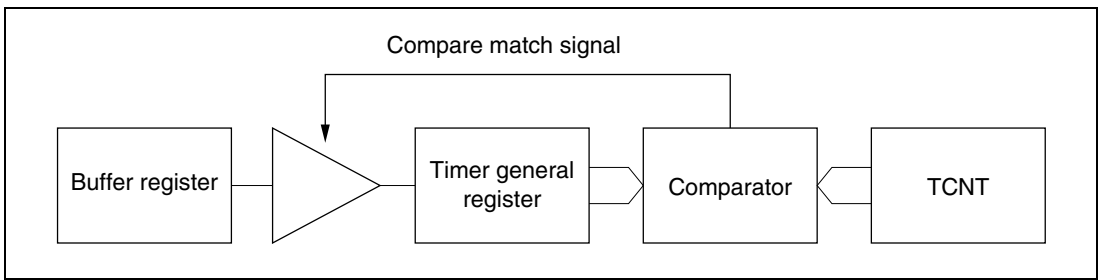 Compare match signal
Buffer register
Timer general
register
Comparator
TCNT